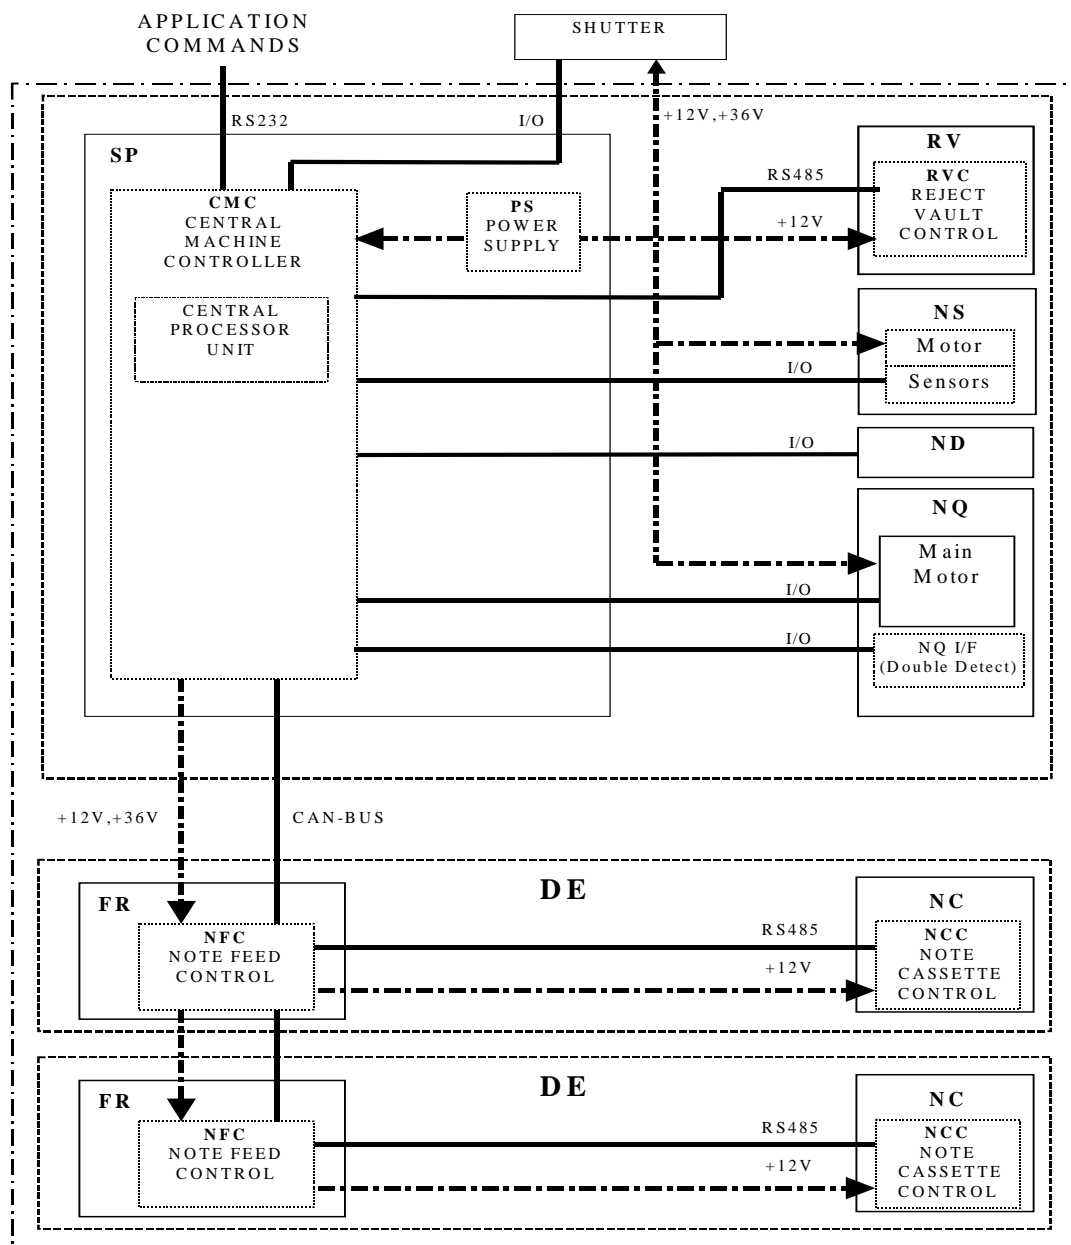 APPLICATION
COMMANDS
SHUTTER
RS232
I/O
+12V,+36V
SP
RV
CMC
CENTRAL
MACHINE
CONTROLLER
PS
POWER
SUPPLY
RS485
+12V
RVC
REJECT
VAULT
CONTROL
CENTRAL
PROCESSOR
UNIT
NS
Motor
I/O
Sensors
I/O
ND
NQ
Main
Motor
I/O
I/O
NQ I/F
(Double Detect)
+12V,+36V
CAN-BUS
DE
FR
NC
NFC
NOTE FEED
CONTROL
RS485
+12V
NCC
NOTE
CASSETTE
CONTROL
DE
FR
NC
NFC
NOTE FEED
CONTROL
RS485
+12V
NCC
NOTE
CASSETTE
CONTROL